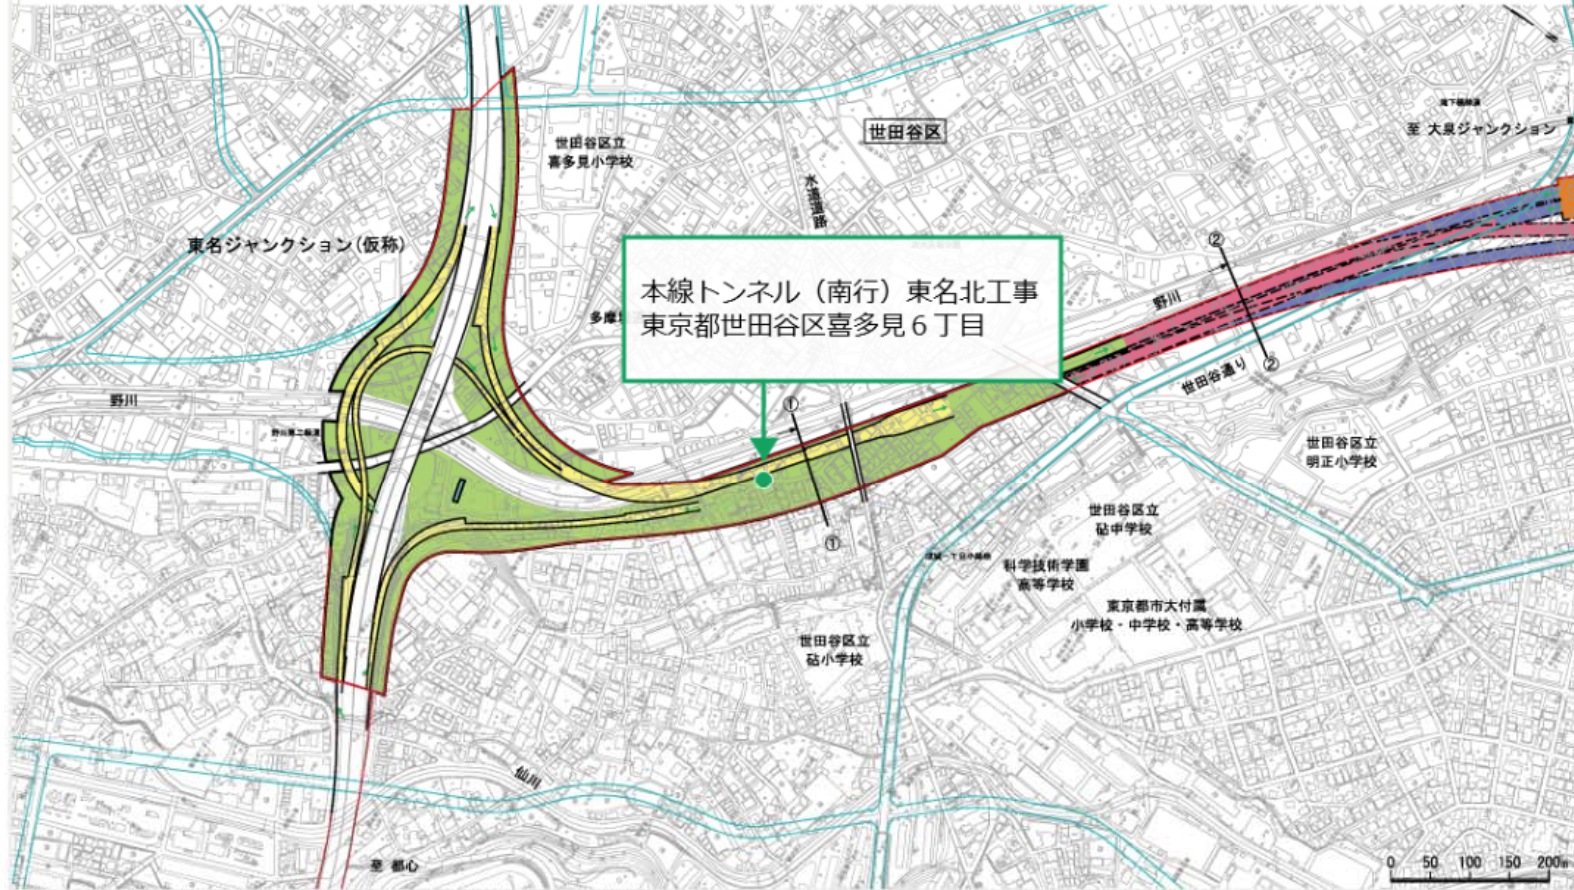 世田谷区
至 大泉ジャンクション
世田谷区立
喜多見小学校
水道道路
東名ジャンクション(仮称)
本線トンネル（南行）東名北工事
東京都世田谷区喜多見６丁目
②
野川
多摩
②
世田谷通り
野川
①
世田谷区立
明正小学校
世田谷区立
砧中学校
①
科学技術学園
高等学校
東京都市大付属
小学校・中学校・高等学校
世田谷区立
砧小学校
仙川
至 都心
0 50 100 150 200m